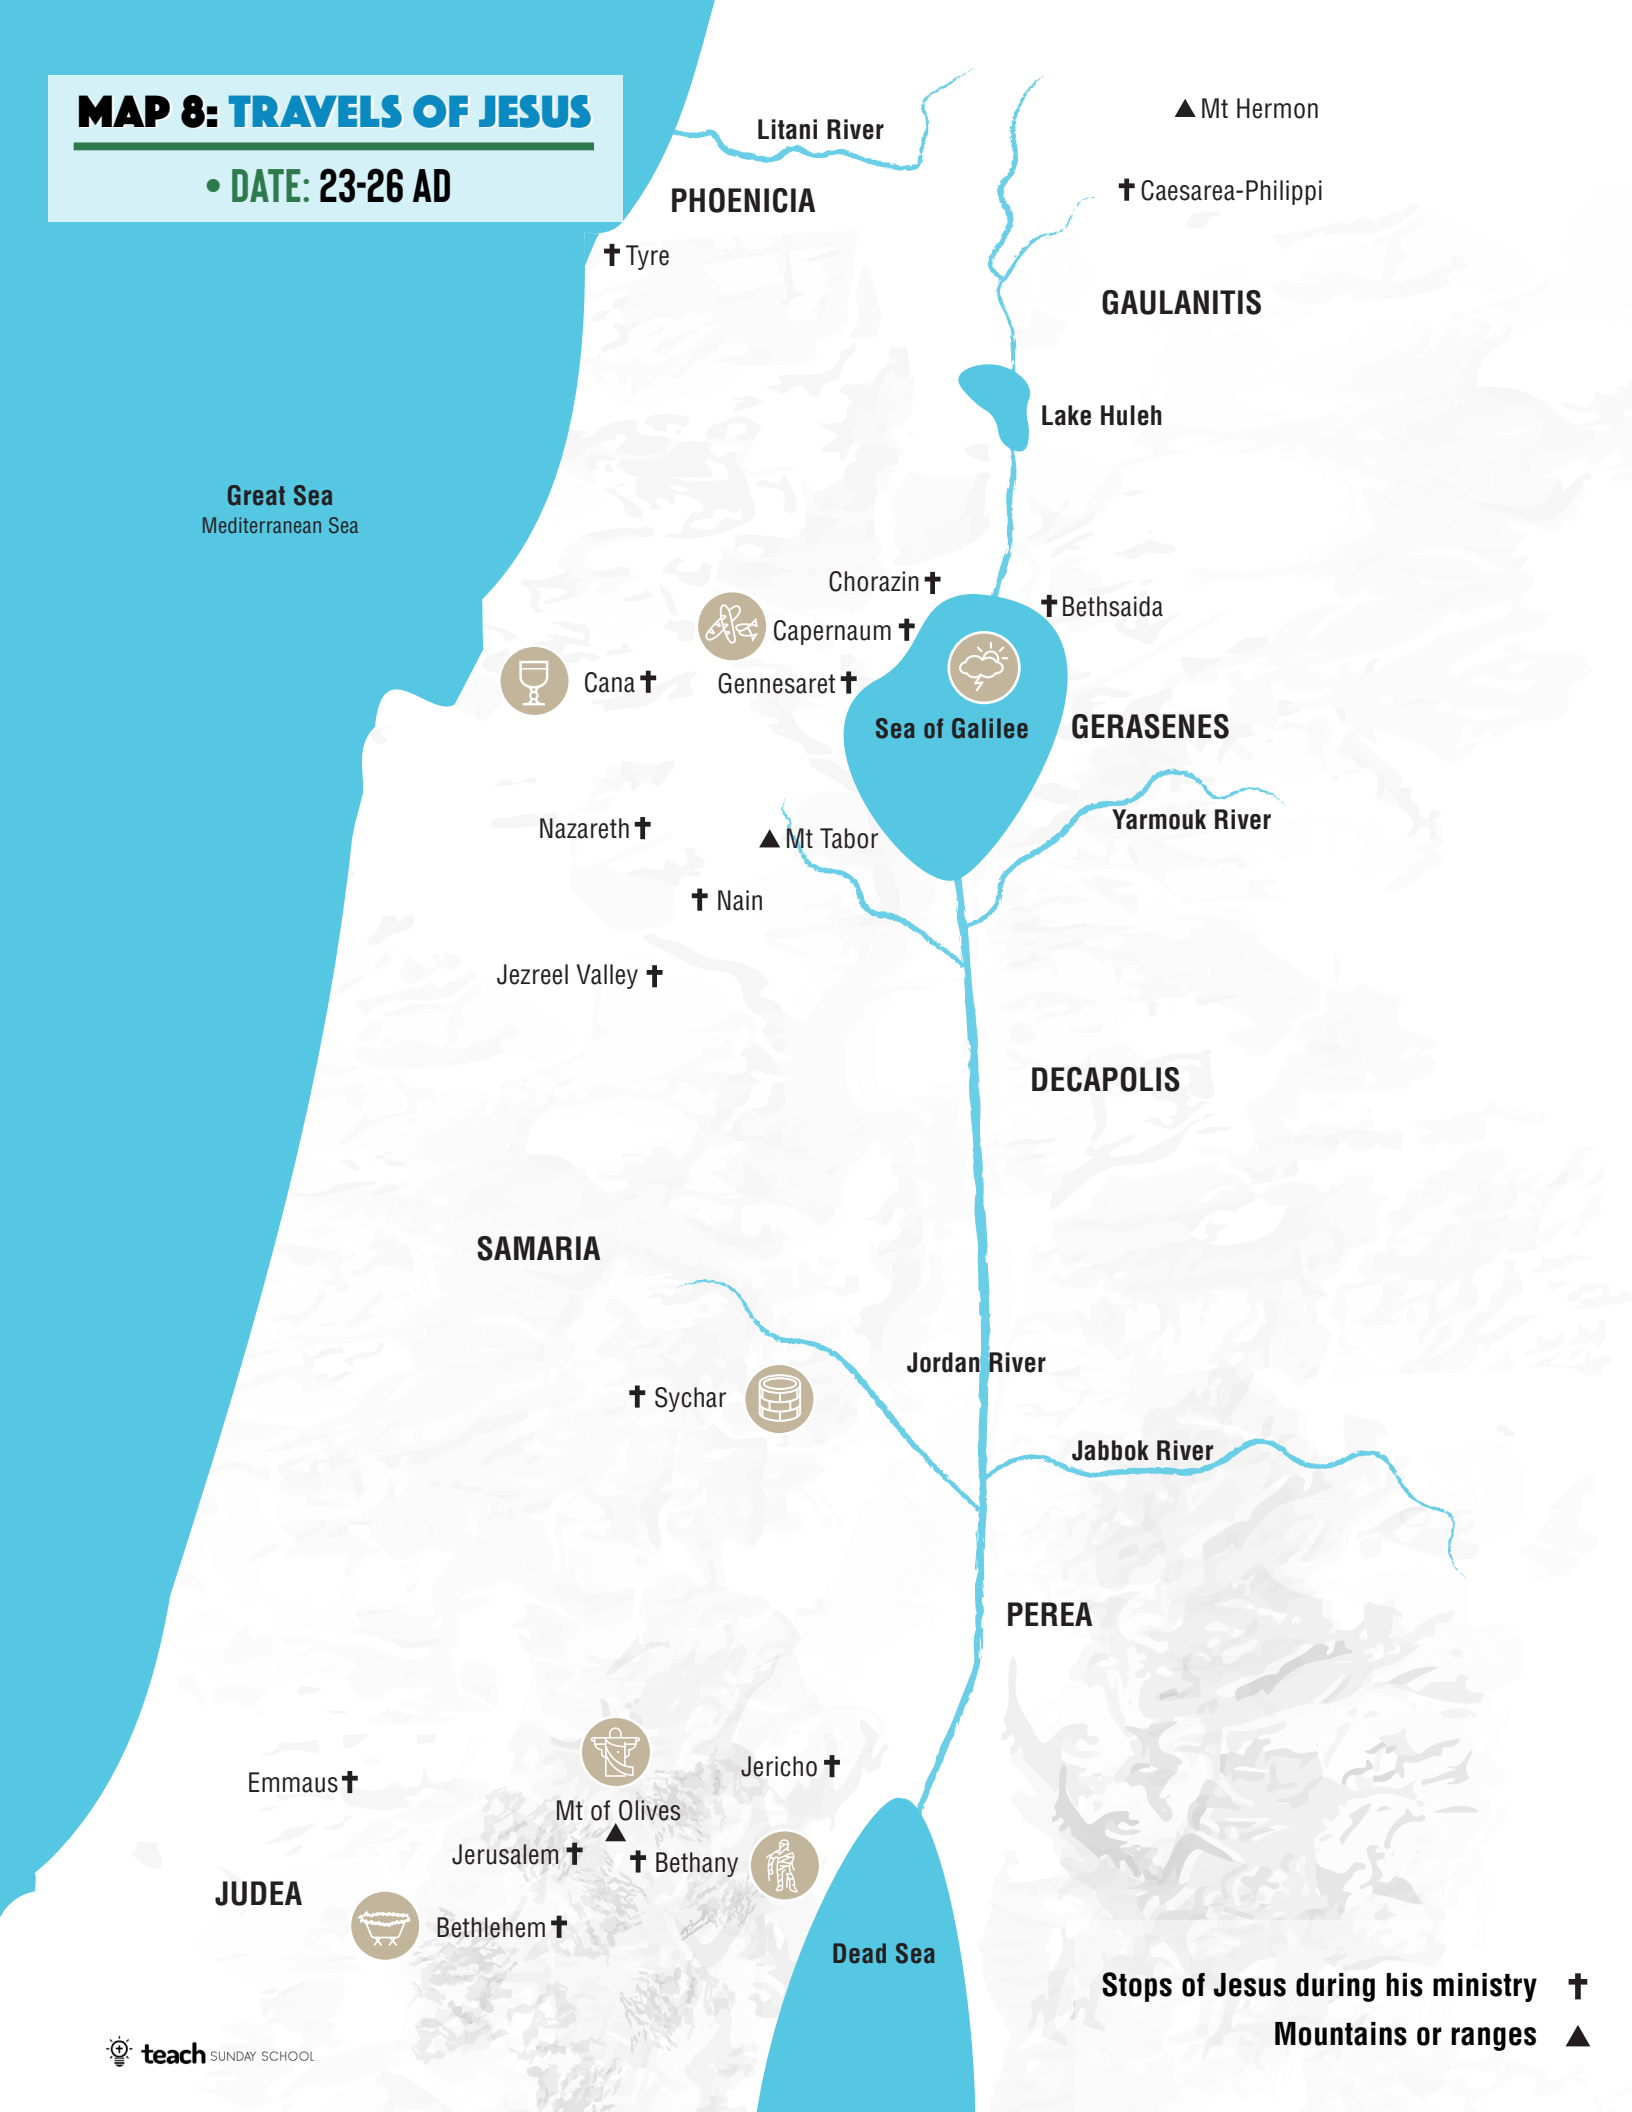 MAP 8: TRAVELS OF JESUS
• DATE: 23-26 AD
Litani River
Mt Hermon
PHOENICIA
Caesarea-Philippi
Tyre
GAULANITIS
Lake Huleh
Great Sea
Mediterranean Sea
Chorazin
Bethsaida
Capernaum
Cana
Gennesaret
Sea of Galilee
GERASENES
Yarmouk River
Nazareth
Mt Tabor
Nain
Jezreel Valley
DECAPOLIS
SAMARIA
Jordan River
Sychar
Jabbok River
PEREA
Jericho
Emmaus
Mt of Olives
Jerusalem
Bethany
JUDEA
Bethlehem
Dead Sea
Stops of Jesus during his ministry
Mountains or ranges
teach SUNDAY SCHOOL